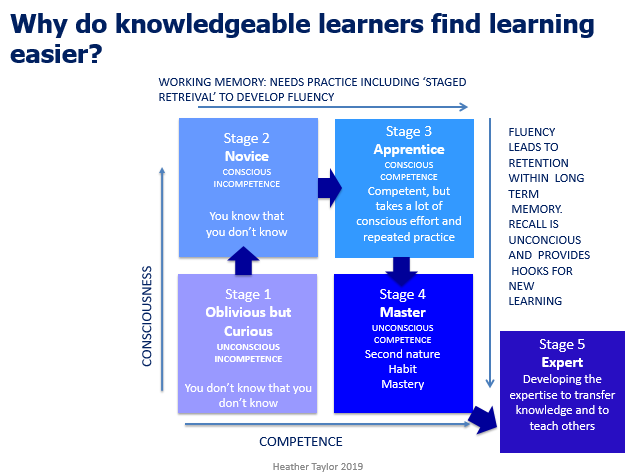 Why do knowledgeable learners find learning
easier?
WORKING MEMORY: NEEDS PRACTICE INCLUDING ‘STAGED
RETREIVAL’ TO DEVELOP FLUENCY
Stage 2
Novice
CONSCIOUS
INCOMPETENCE
You know that
you don’t know
Stage 3
Apprentice
CONSCIOUS
COMPETENCE
Competent, but
takes a lot of
conscious effort and
repeated practice
FLUENCY
LEADS TO
RETENTION
WITHIN LONG
TERM
MEMORY.
RECALL IS
UNCONCIOUS
AND PROVIDES
HOOKS FOR
NEW
LEARNING
CONSCIOUSNESS
Stage 1
Oblivious but
Curious
UNCONSCIOUS
INCOMPETENCE
You don’t know that you
don’t know
Stage 4
Master
UNCONSCIOUS
COMPETENCE
Second nature
Habit
Mastery
Stage 5
Expert
Developing the
expertise to transfer
knowledge and to
teach others
COMPETENCE
Heather Taylor 2019